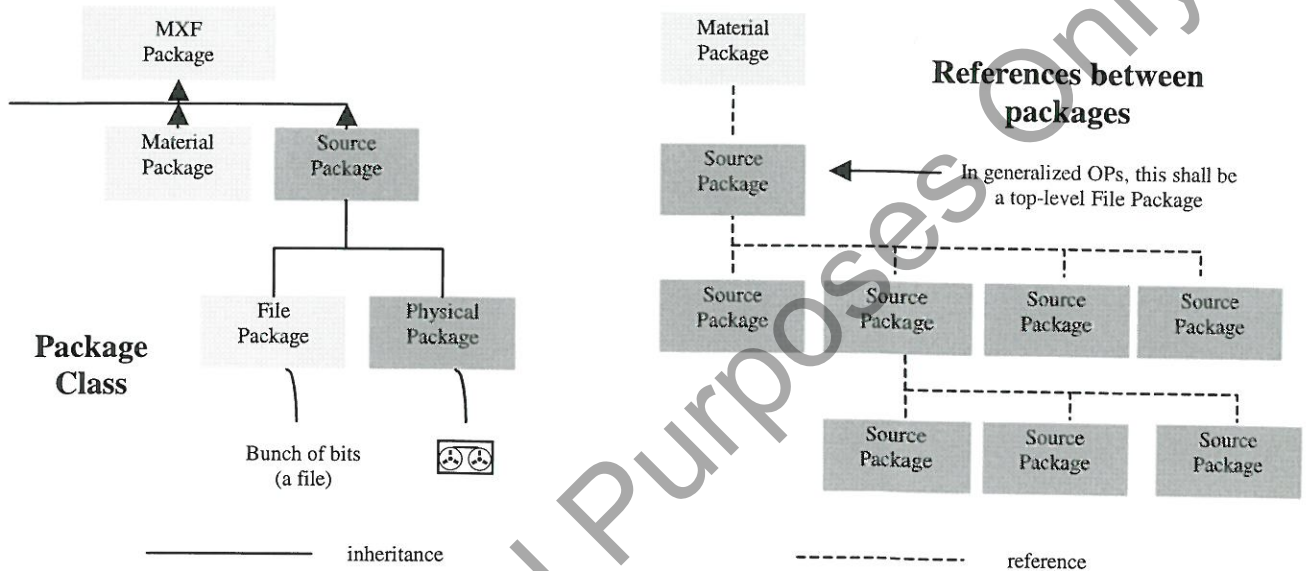 MXF
Package
Material
Package
Source
Package
File
Package
Physical
Package
Package
Class
Bunch of bits
(a file)
inheritance
Material
Package
References between
packages
Source
Package
In generalized OPs, this shall be
a top-level File Package
Source
Package
Source
Package
Source
Package
Source
Package
Source
Package
Source
Package
Source
Package
reference
Purposes Only